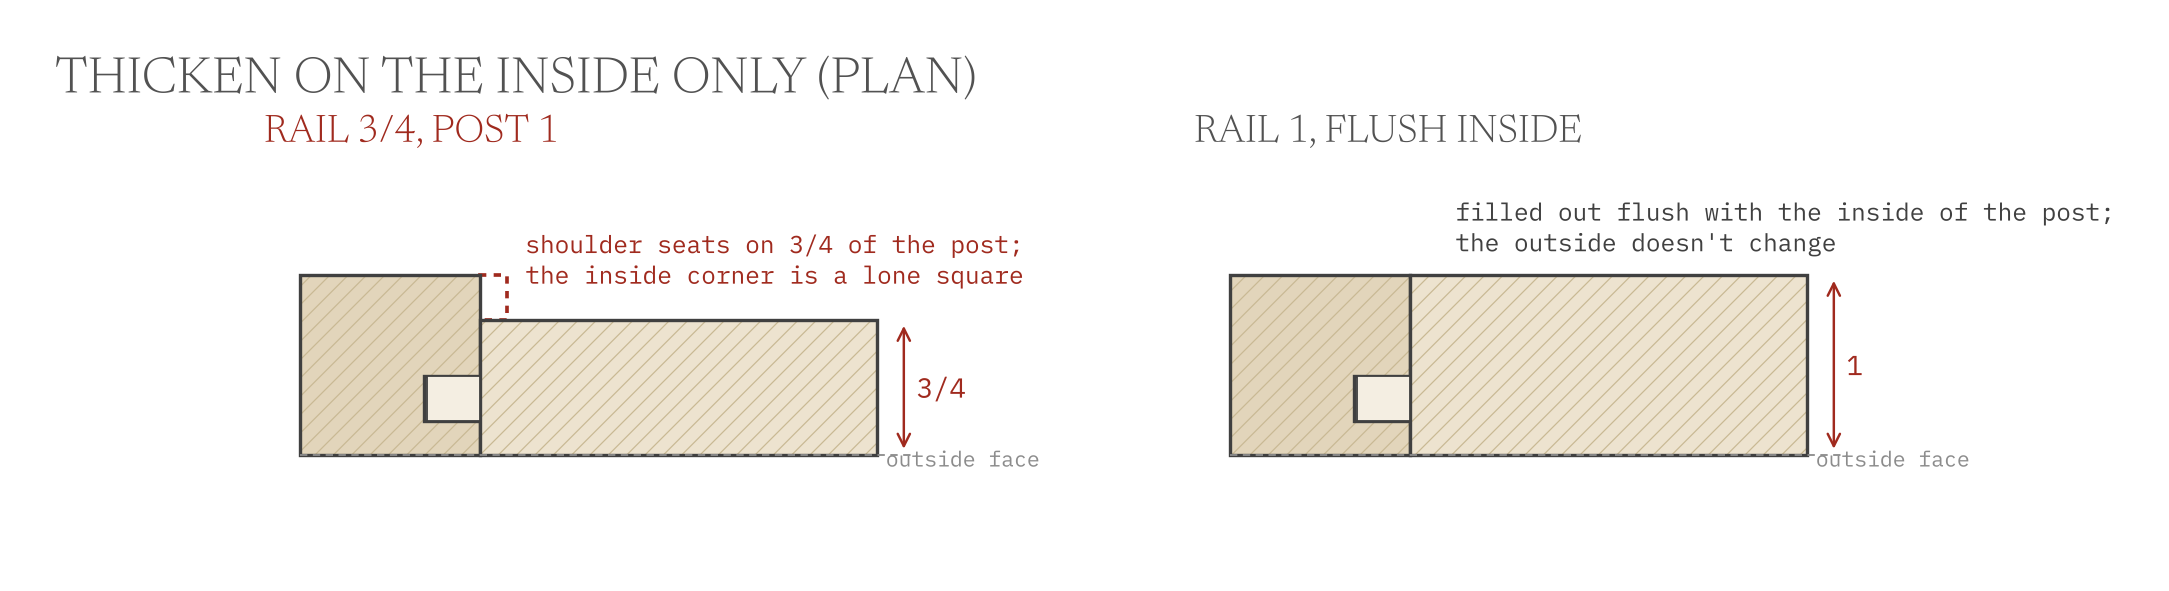 THICKEN ON THE INSIDE ONLY (PLAN)
RAIL 3/4, POST 1
shoulder seats on 3/4 of the post;
the inside corner is a lone square
3/4
outside face
RAIL 1, FLUSH INSIDE
filled out flush with the inside of the post;
the outside doesn't change
1
outside face